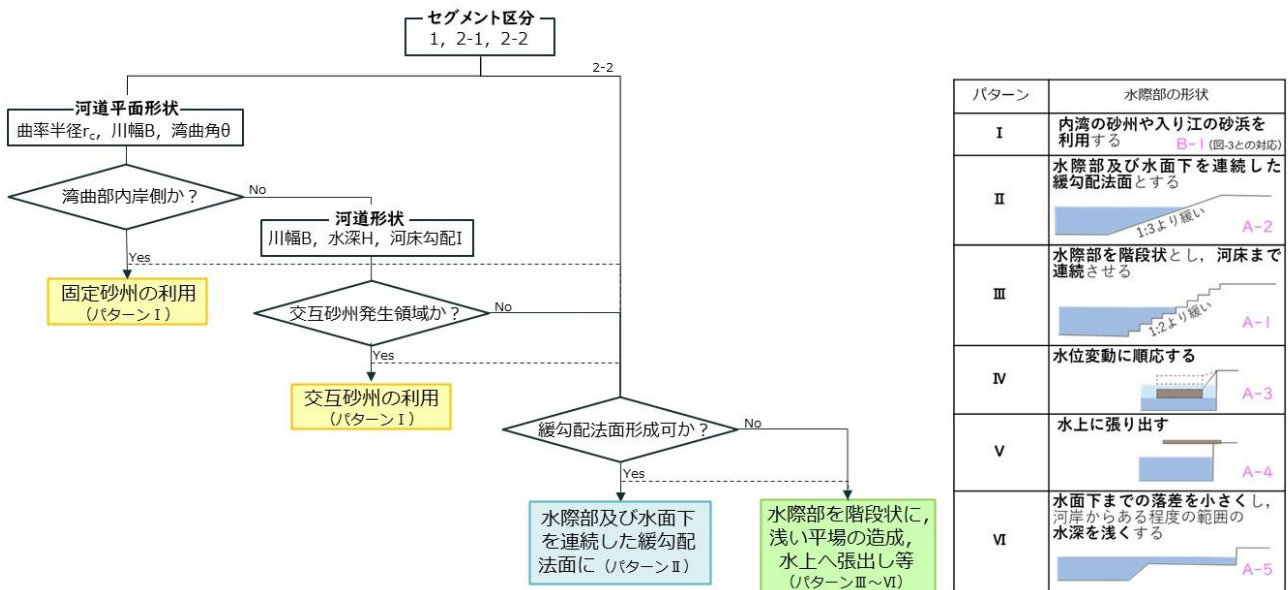 セグメント区分
1, 2-1, 2-2
2-2
河道平面形状
曲率半径rc, 川幅B, 湾曲角θ
湾曲部内岸側か？
No
Yes
固定砂州の利用
（パターンⅠ）
河道形状
川幅B, 水深H, 河床勾配I
交互砂州発生領域か？
No
Yes
交互砂州の利用
（パターンⅠ）
緩勾配法面形成可か？
No
Yes
水際部及び水面下
を連続した緩勾配
法面に（パターンⅡ）
水際部を階段状に,
浅い平場の造成,
水上へ張出し等
（パターンⅢ～Ⅵ）
パターン
水際部の形状
Ⅰ
内湾の砂州や入り江の砂浜を
利用する
B-1 (図-3との対応)
Ⅱ
水際部及び水面下を連続した
緩勾配法面とする
1:3より緩い
A-2
Ⅲ
水際部を階段状とし, 河床まで
連続させる
1:2より緩い
A-1
Ⅳ
水位変動に順応する
A-3
Ⅴ
水上に張り出す
A-4
Ⅵ
水面下までの落差を小さくし,
河岸からある程度の範囲の
水深を浅くする
A-5